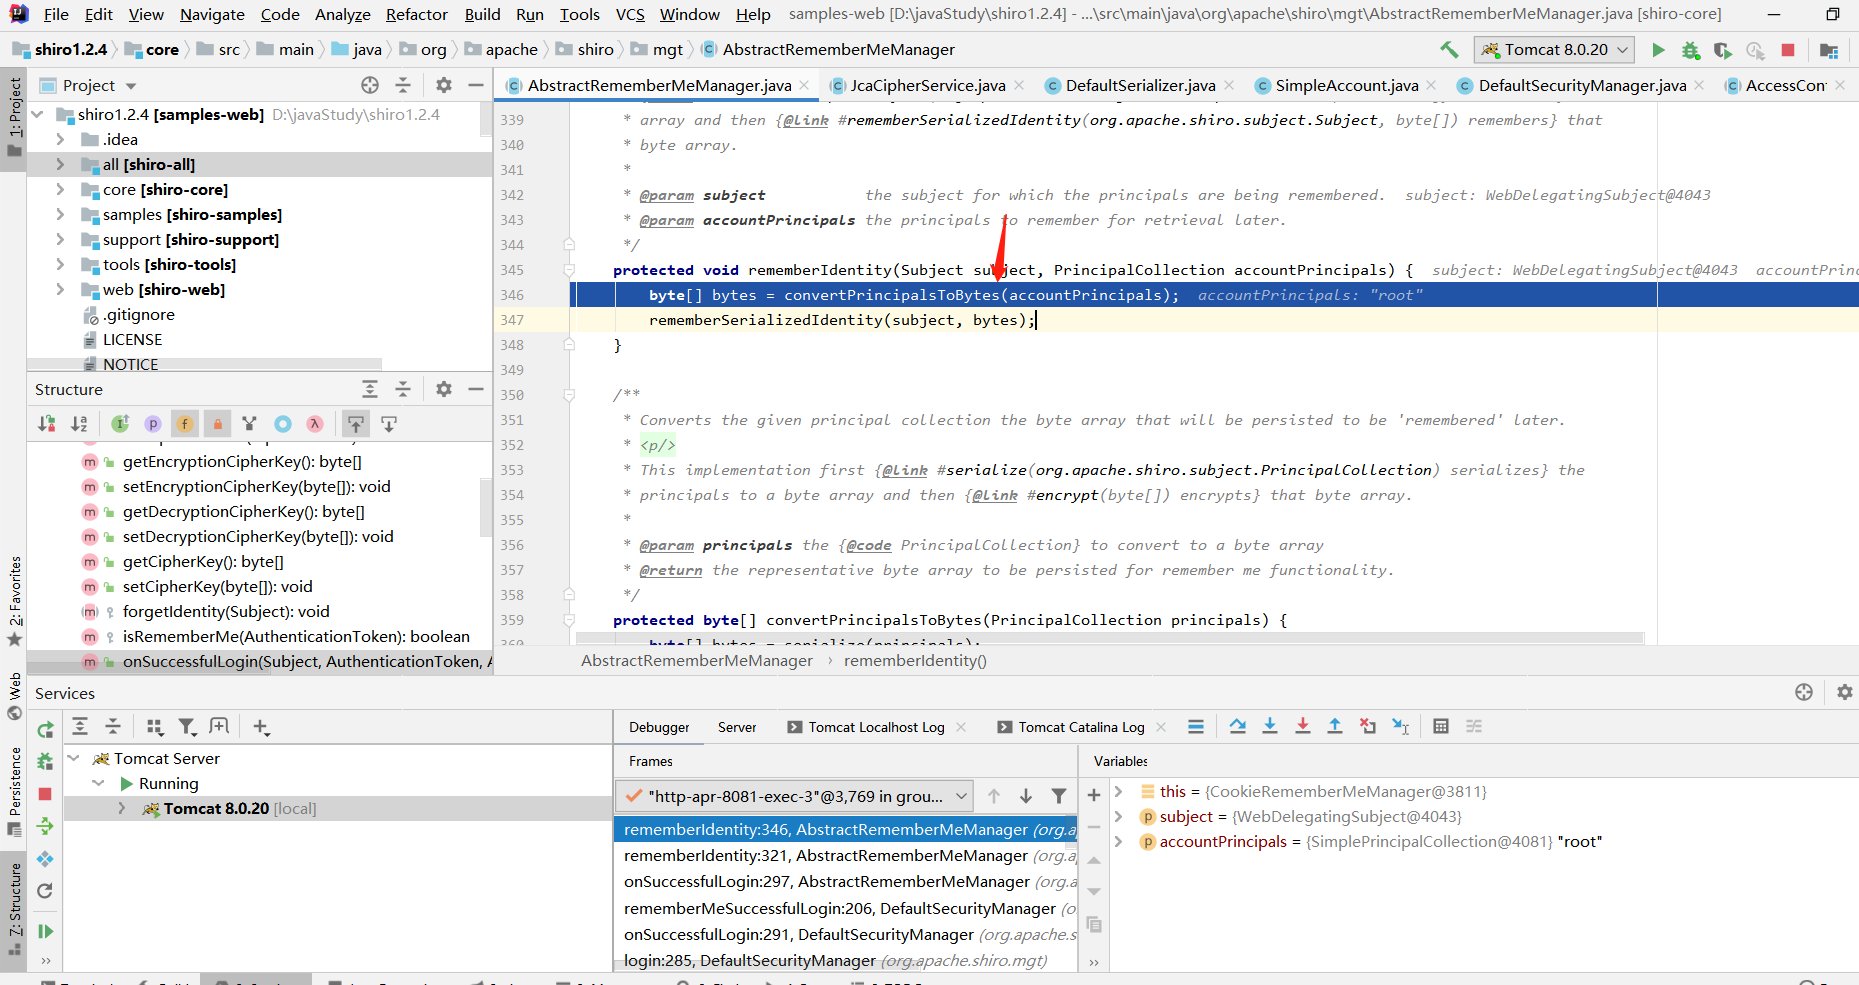 File Edit View Navigate Code Analyze Refactor Build Run Tools VCS Window Help samples-web [D:\javaStudy\shiro1.2.4] - ...\src\main\java\org\apache\shiro\mgt\AbstractRememberMeManager.java [shiro-core]
shiro1.2.4 core src main java org apache shiro mgt AbstractRememberMeManager Tomcat 8.0.20
1: Project
2: Favorites
Web
Persistence
Z: Structure
Project
AbstractRememberMeManager.java JcaCipherService.java DefaultSerializer.java SimpleAccount.java DefaultSecurityManager.java AccessCont
shiro1.2.4 [samples-web] D:\javaStudy\shiro1.2.4
.idea
all [shiro-all]
core [shiro-core]
samples [shiro-samples]
support [shiro-support]
tools [shiro-tools]
web [shiro-web]
.gitignore
LICENSE
NOTICE
Structure
getEncryptionCipherKey(): byte[]
setEncryptionCipherKey(byte[]): void
getDecryptionCipherKey(): byte[]
setDecryptionCipherKey(byte[]): void
getCipherKey(): byte[]
setCipherKey(byte[]): void
forgetIdentity(Subject): void
isRememberMe(AuthenticationToken): boolean
onSuccessfulLogin(Subject, AuthenticationToken, A
339 * array and then {@link #rememberSerializedIdentity(org.apache.shiro.subject.Subject, byte[]) remembers} that
340 * byte array.
341 *
342 * @param subject the subject for which the principals are being remembered. subject: WebDelegatingSubject@4043
343 * @param accountPrincipals the principals to remember for retrieval later.
344 */
345 protected void rememberIdentity(Subject subject, PrincipalCollection accountPrincipals) { subject: WebDelegatingSubject@4043 accountPrinc
346 byte[] bytes = convertPrincipalsToBytes(accountPrincipals); accountPrincipals: "root"
347 rememberSerializedIdentity(subject, bytes);
348 }
349
350 /**
351 * Converts the given principal collection the byte array that will be persisted to be 'remembered' later.
352 * <p/>
353 * This implementation first {@link #serialize(org.apache.shiro.subject.PrincipalCollection) serializes} the
354 * principals to a byte array and then {@link #encrypt(byte[]) encrypts} that byte array.
355 *
356 * @param principals the {@code PrincipalCollection} to convert to a byte array
357 * @return the representative byte array to be persisted for remember me functionality.
358 */
359 protected byte[] convertPrincipalsToBytes(PrincipalCollection principals) {
360 byte[] bytes = serialize(principals);
AbstractRememberMeManager › rememberIdentity()
Services
Tomcat Server
Running
Tomcat 8.0.20 [local]
Debugger Server Tomcat Localhost Log Tomcat Catalina Log
Frames
"http-apr-8081-exec-3"@3,769 in grou...
rememberIdentity:346, AbstractRememberMeManager (org.a
rememberIdentity:321, AbstractRememberMeManager (org.a
onSuccessfulLogin:297, AbstractRememberMeManager (org.a
rememberMeSuccessfulLogin:206, DefaultSecurityManager (o
onSuccessfulLogin:291, DefaultSecurityManager (org.apache.s
login:285, DefaultSecurityManager (org.apache.shiro.mgt)
Variables
this = {CookieRememberMeManager@3811}
subject = {WebDelegatingSubject@4043}
accountPrincipals = {SimplePrincipalCollection@4081} "root"